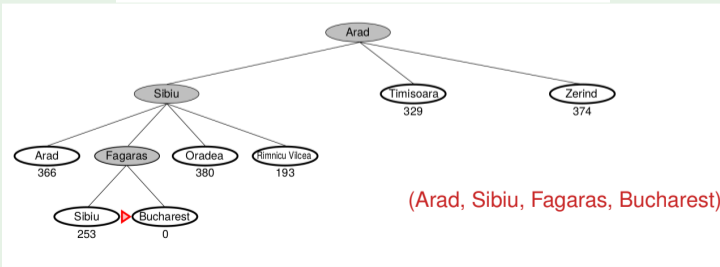 Arad
Sibiu
Timisoara
Zerind
329
374
Arad
Fagaras
Oradea
Rimnicu Vilcea
366
380
193
(Arad, Sibiu, Fagaras, Bucharest)
Sibiu
Bucharest
253
0